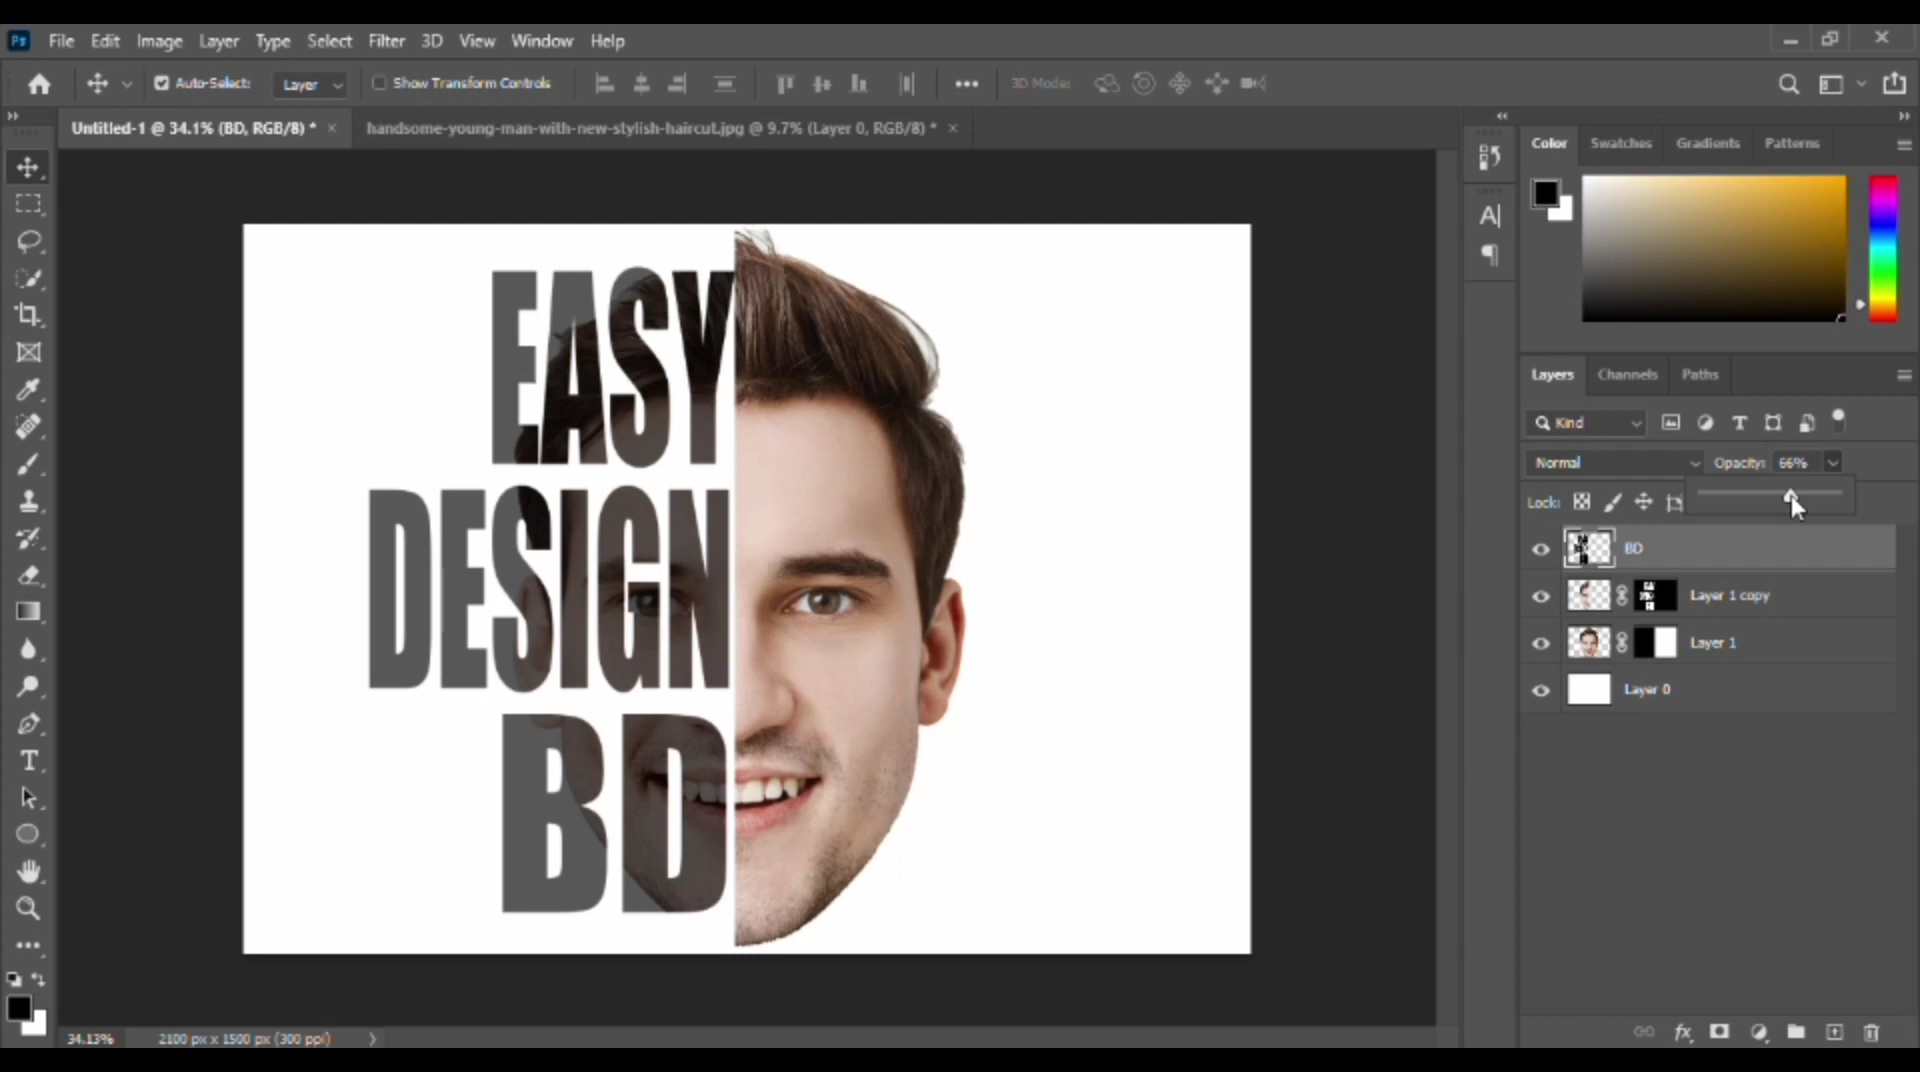 Ps File Edit Image Layer Type Select Filter 3D View Window Help
Auto-Select: Layer Show Transform Controls 3D Mode:
Untitled-1 @ 34.1% (BD, RGB/8) * × handsome-young-man-with-new-stylish-haircut.jpg @ 9.7% (Layer 0, RGB/8) * ×
Color Swatches Gradients Patterns
EASY
DESIGN
BD
Layers Channels Paths
Kind
Normal Opacity: 66%
Lock:
BD
Layer 1 copy
Layer 1
Layer 0
34.13% 2100 px x 1500 px (300 ppi)